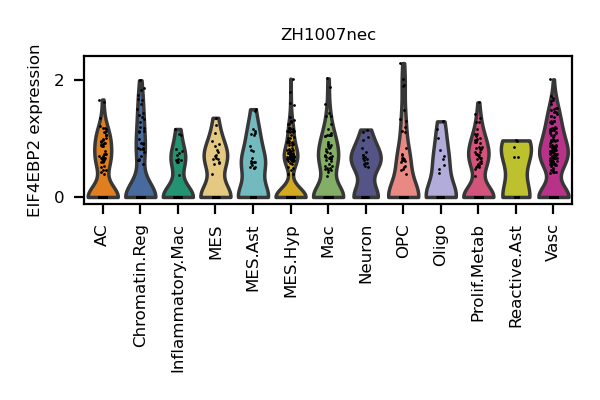 ZH1007nec
EIF4EBP2 expression
2
0
AC
Chromatin.Reg
Inflammatory.Mac
MES
MES.Ast
MES.Hyp
Mac
Neuron
OPC
Oligo
Prolif.Metab
Reactive.Ast
Vasc